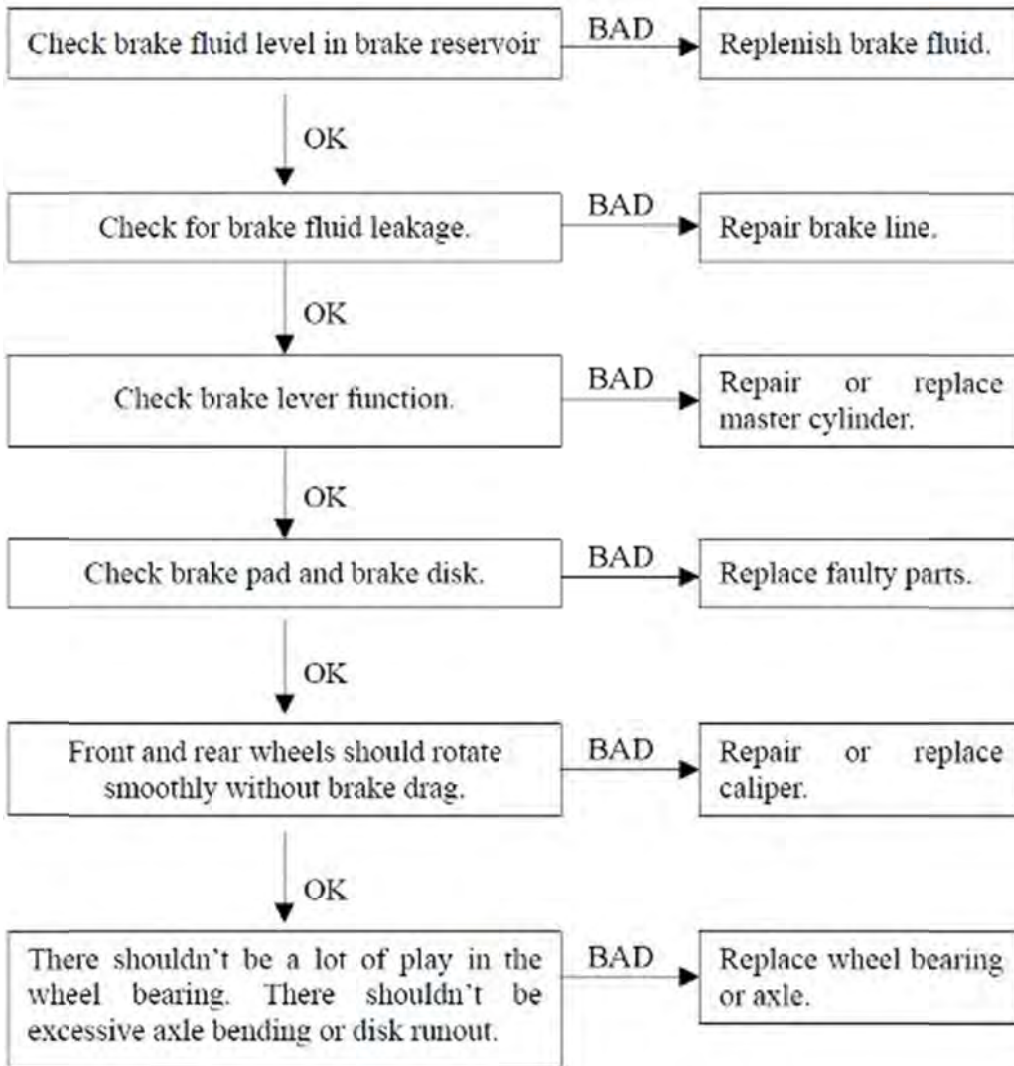 Check brake fluid level in brake reservoir
BAD
Replenish brake fluid.
OK
Check for brake fluid leakage.
BAD
Repair brake line.
OK
Check brake lever function.
BAD
Repair or replace
master cylinder.
OK
Check brake pad and brake disk.
BAD
Replace faulty parts.
OK
Front and rear wheels should rotate
smoothly without brake drag.
BAD
Repair or replace
caliper.
OK
There shouldn't be a lot of play in the
wheel bearing. There shouldn't be
excessive axle bending or disk runout.
BAD
Replace wheel bearing
or axle.